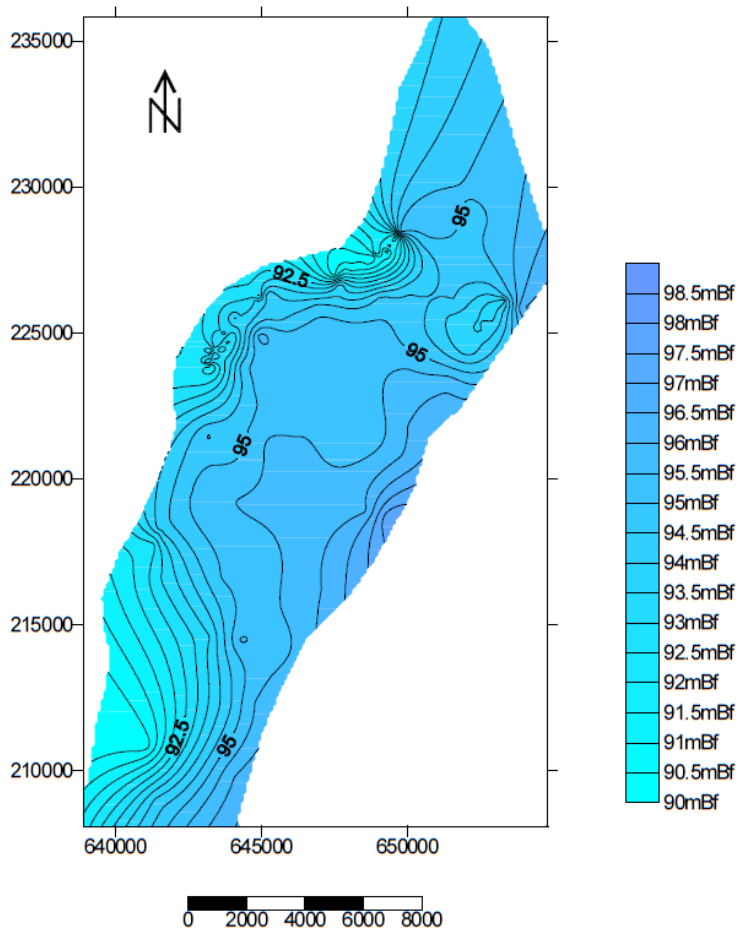 235000
N
230000
95
92.5
225000
95
95
220000
215000
92.5
95
210000
640000 645000 650000
98.5mBf
98mBf
97.5mBf
97mBf
96.5mBf
96mBf
95.5mBf
95mBf
94.5mBf
94mBf
93.5mBf
93mBf
92.5mBf
92mBf
91.5mBf
91mBf
90.5mBf
90mBf
0 2000 4000 6000 8000